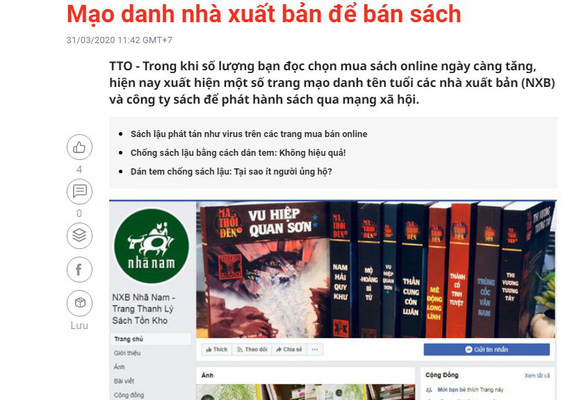 Mạo danh nhà xuất bản để bán sách
31/03/2020 11:42 GMT+7
TTO - Trong khi số lượng bạn đọc chọn mua sách online ngày càng tăng,
hiện nay xuất hiện một số trang mạo danh tên tuổi các nhà xuất bản (NXB)
và công ty sách để phát hành sách qua mạng xã hội.
Sách lậu phát tán như virus trên các trang mua bán online
Chống sách lậu bằng cách dán tem: Không hiệu quả!
Dán tem chống sách lậu: Tại sao ít người ủng hộ?
4
0
Lưu
nhã nam
NXB Nhã Nam -
Trang Thanh Lý
Sách Tồn Kho
Trang chủ
Giới thiệu
Ảnh
Bài viết
Cộng đồng
MA THỔI ĐÈN
VU HIỆP
QUAN SƠN
NAM HẢI QUY KHƯ
MỘ HOÀNG BÌ TỬ
VU HIỆP QUAN SƠN
THẦN CUNG CÔN LUÂN
MÊ ĐỘNG LONG LĨNH
THÀNH CỔ TINH TUYỆT
TRÙNG CỐC VÂN NAM
THI VƯƠNG TƯƠNG TÂY
Thích
Theo dõi
Chia sẻ
Gửi tin nhắn
Ảnh
Cộng Đồng
Xem tất cả
Mời bạn bè thích Trang này